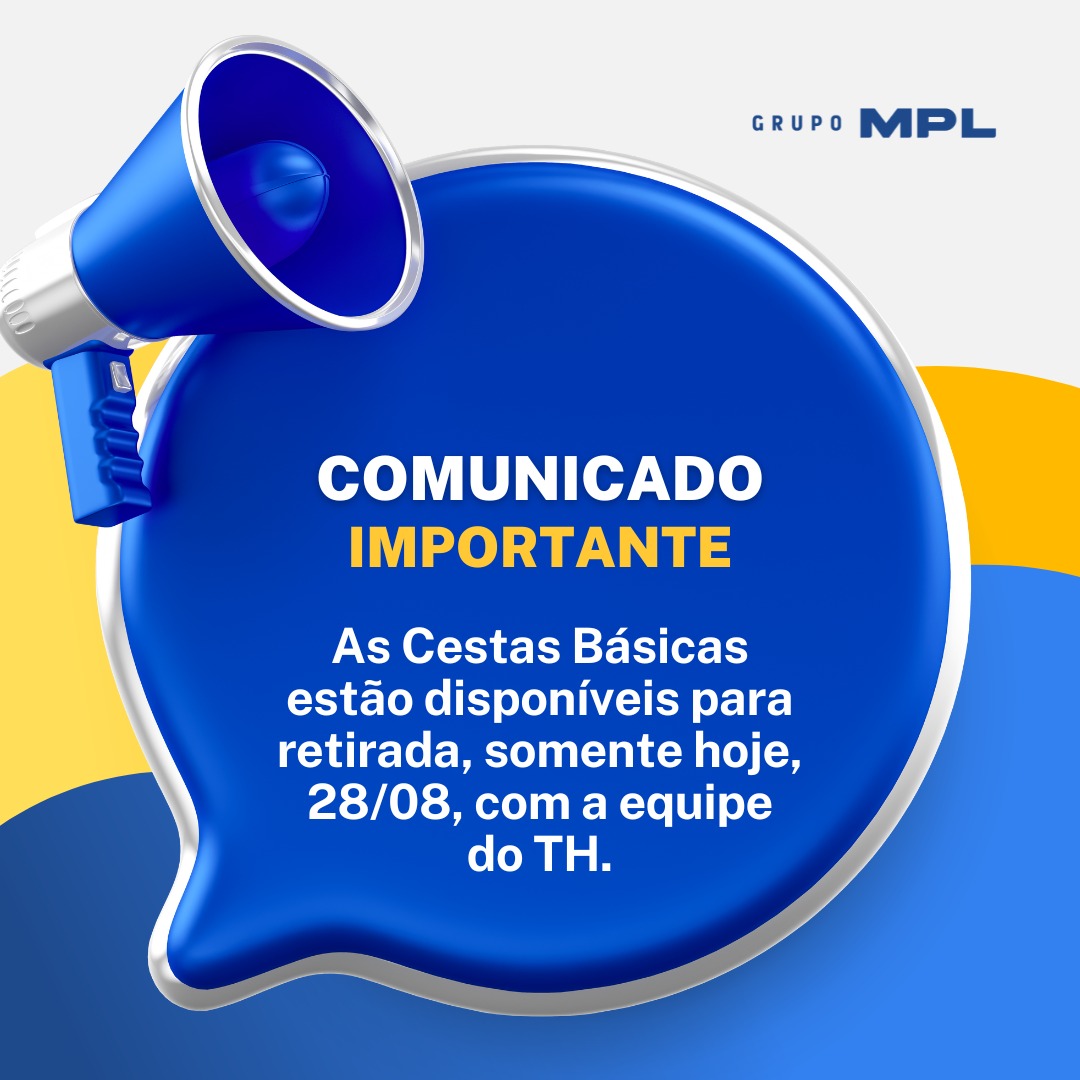 GRUPO MPL
COMUNICADO
IMPORTANTE
As Cestas Básicas
estão disponíveis para
retirada, somente hoje,
28/08, com a equipe
do TH.